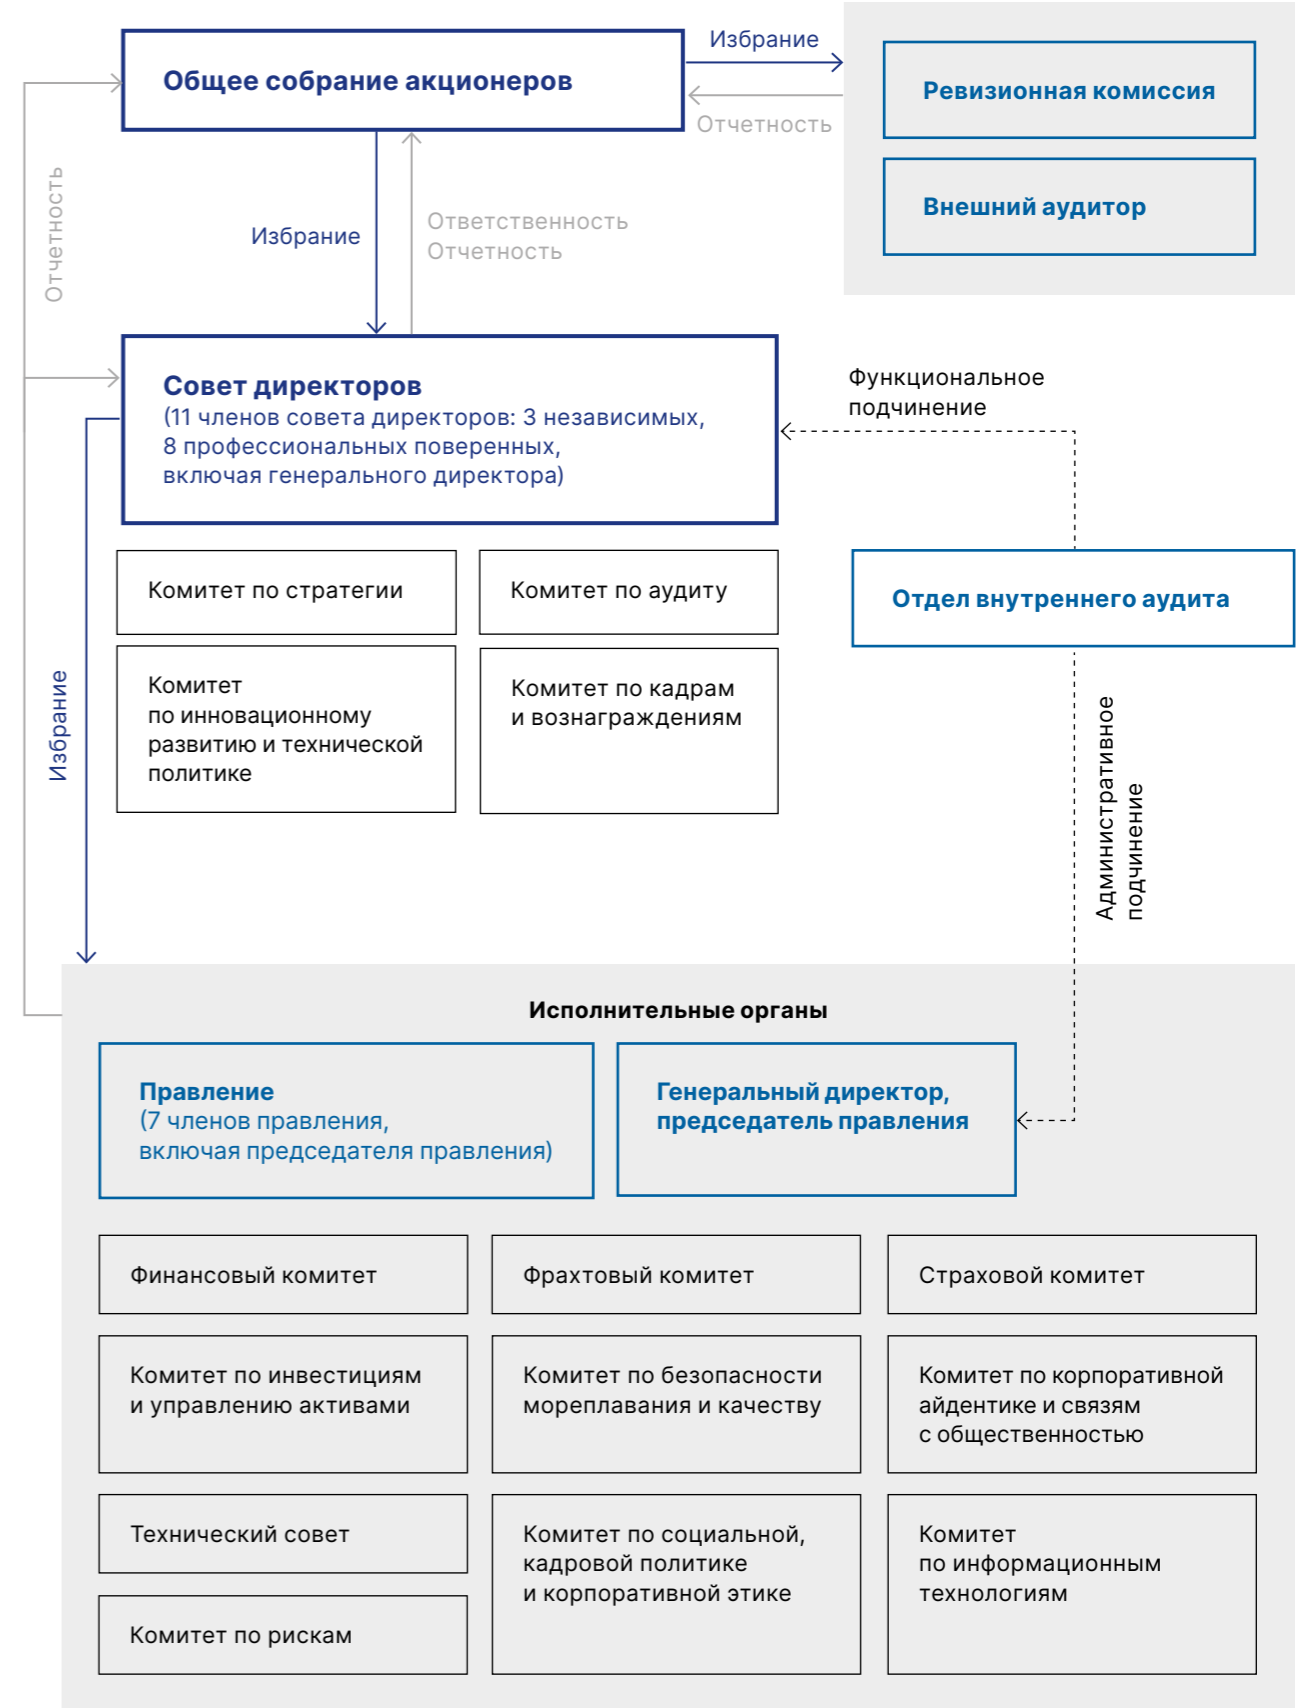 Избрание
Общее собрание акционеров
Ревизионная комиссия
Отчетность
Внешний аудитор
Отчетность
Избрание
Ответственность
Отчетность
Совет директоров
(11 членов совета директоров: 3 независимых,
8 профессиональных поверенных,
включая генерального директора)
Функциональное
подчинение
Комитет по стратегии
Комитет по аудиту
Отдел внутреннего аудита
Комитет
по инновационному
развитию и технической
политике
Комитет по кадрам
и вознаграждениям
Избрание
Административное
подчинение
Исполнительные органы
Правление
(7 членов правления,
включая председателя правления)
Генеральный директор,
председатель правления
Финансовый комитет
Фрахтовый комитет
Страховой комитет
Комитет по инвестициям
и управлению активами
Комитет по безопасности
мореплавания и качеству
Комитет по корпоративной
айдентике и связям
с общественностью
Технический совет
Комитет по социальной,
кадровой политике
и корпоративной этике
Комитет
по информационным
технологиям
Комитет по рискам